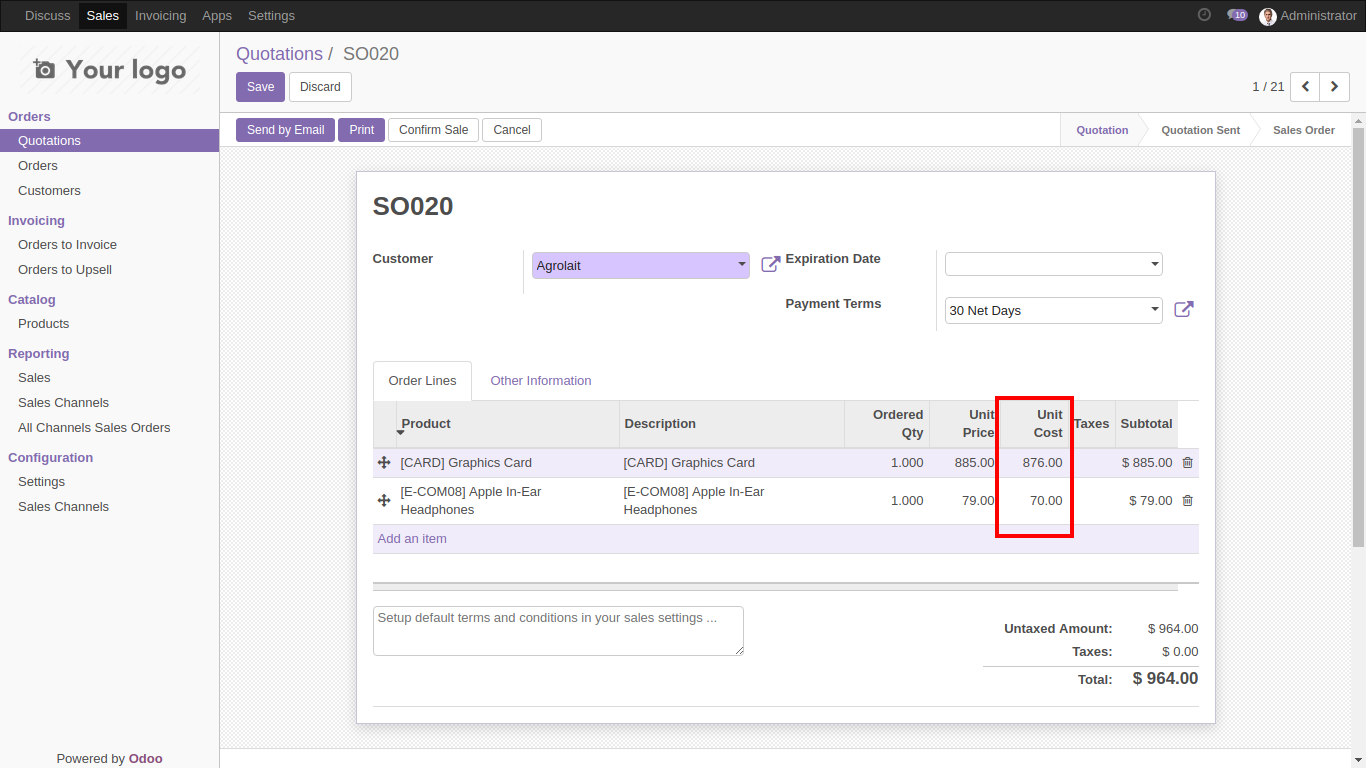 Discuss Sales Invoicing Apps Settings 10 Administrator
Your logo
Orders
Quotations
Orders
Customers
Invoicing
Orders to Invoice
Orders to Upsell
Catalog
Products
Reporting
Sales
Sales Channels
All Channels Sales Orders
Configuration
Settings
Sales Channels
Powered by Odoo
Quotations / SO020
Save Discard 1 / 21
Send by Email Print Confirm Sale Cancel Quotation Quotation Sent Sales Order
SO020
Customer Agrolait Expiration Date
Payment Terms 30 Net Days
Order Lines Other Information
Product Description Ordered Qty Unit Price Unit Cost Taxes Subtotal
[CARD] Graphics Card [CARD] Graphics Card 1.000 885.00 876.00 $ 885.00
[E-COM08] Apple In-Ear Headphones [E-COM08] Apple In-Ear Headphones 1.000 79.00 70.00 $ 79.00
Add an item
Setup default terms and conditions in your sales settings ...
Untaxed Amount: $ 964.00
Taxes: $ 0.00
Total: $ 964.00